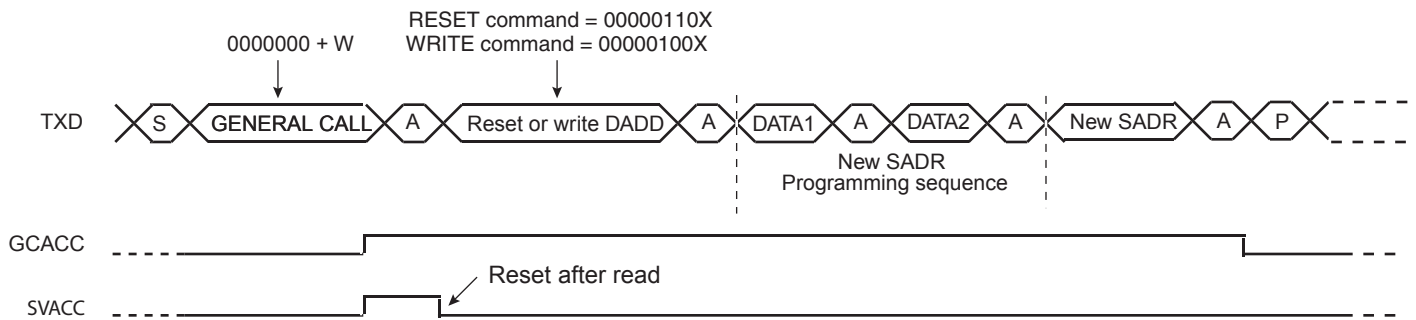 RESET command = 00000110X
0000000 + W
WRITE command = 00000100X
TXD
S
GENERAL CALL
A
Reset or write DADD
A
DATA1
A
DATA2
A
New SADR
A
P
New SADR
Programming sequence
GCACC
Reset after read
SVACC